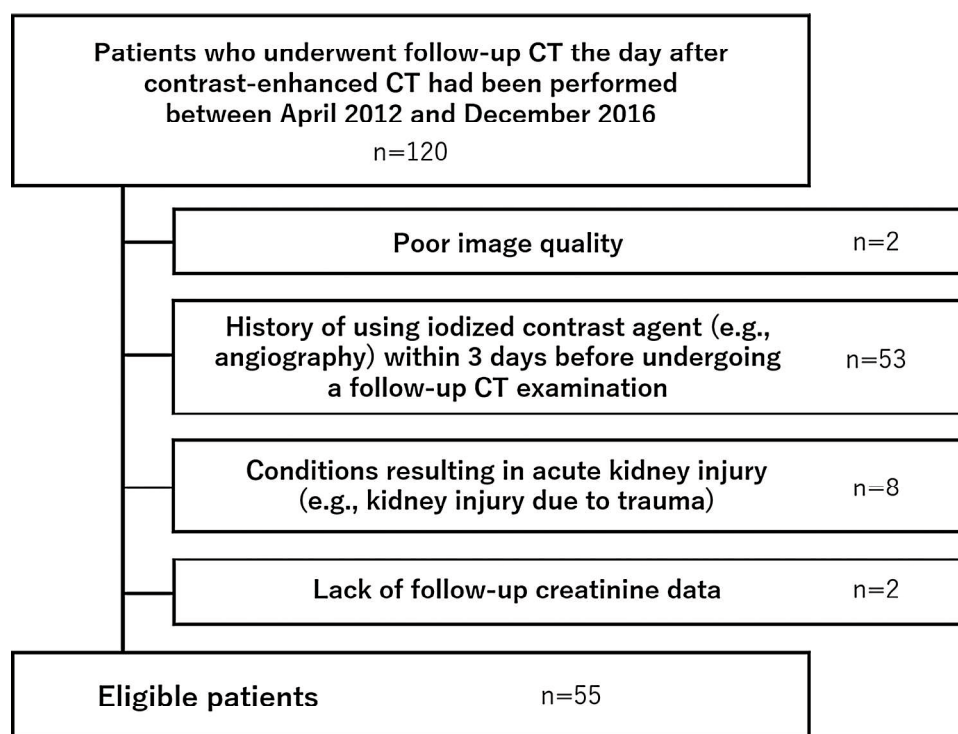 Patients who underwent follow-up CT the day after
contrast-enhanced CT had been performed
between April 2012 and December 2016
n=120
Poor image quality n=2
History of using iodized contrast agent (e.g.,
angiography) within 3 days before undergoing
a follow-up CT examination
n=53
Conditions resulting in acute kidney injury
(e.g., kidney injury due to trauma)
n=8
Lack of follow-up creatinine data n=2
Eligible patients n=55